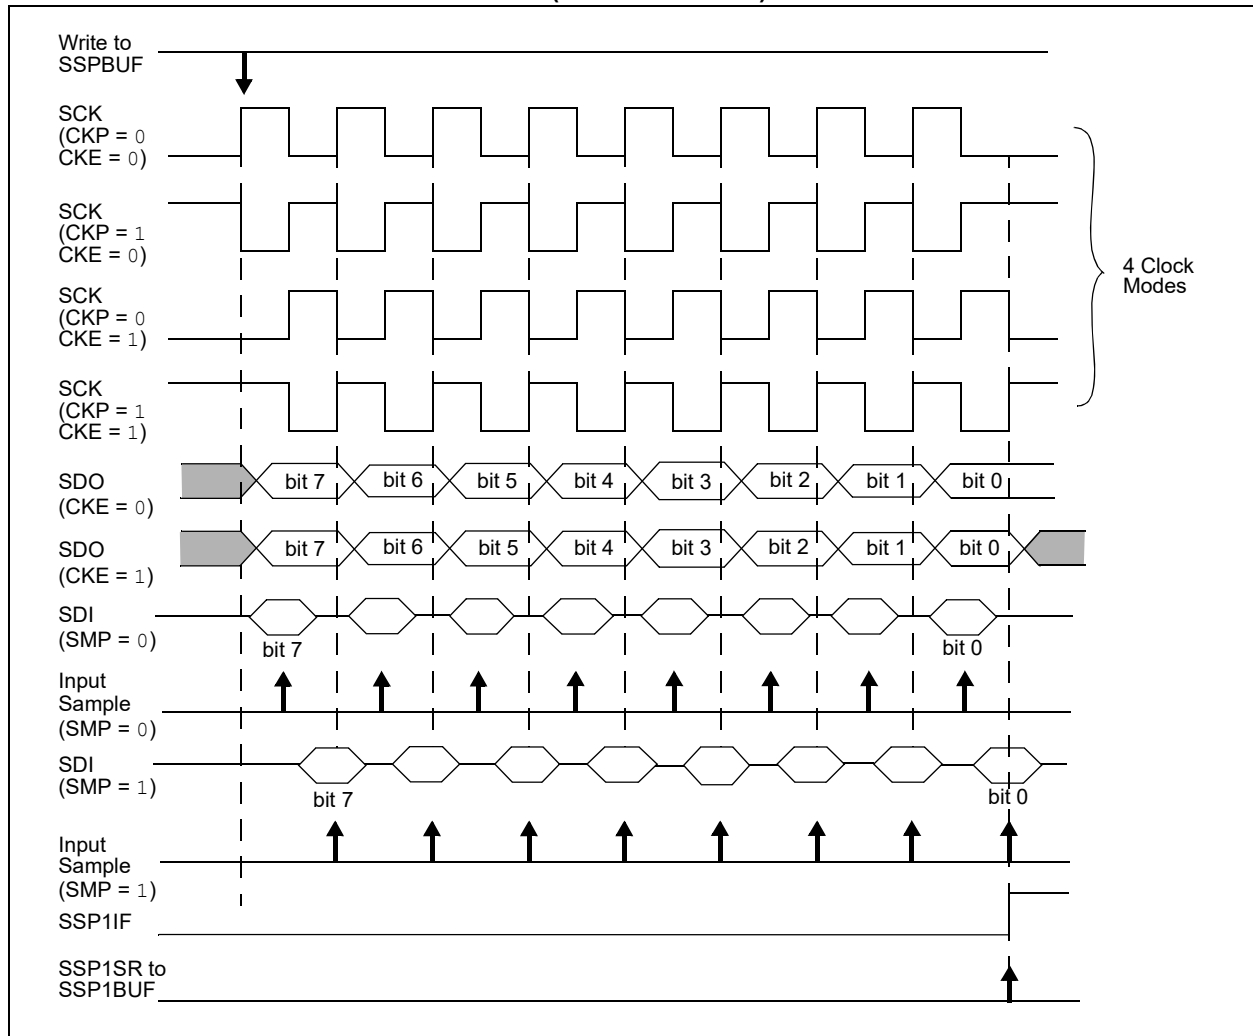 Write to
SSPBUF
SCK
(CKP = 0
CKE = 0)
SCK
(CKP = 1
CKE = 0)
SCK
(CKP = 0
CKE = 1)
SCK
(CKP = 1
CKE = 1)
4 Clock
Modes
SDO
(CKE = 0)
bit 7 bit 6 bit 5 bit 4 bit 3 bit 2 bit 1 bit 0
SDO
(CKE = 1)
bit 7 bit 6 bit 5 bit 4 bit 3 bit 2 bit 1 bit 0
SDI
(SMP = 0)
bit 7 bit 0
Input
Sample
(SMP = 0)
SDI
(SMP = 1)
bit 7 bit 0
Input
Sample
(SMP = 1)
SSP1IF
SSP1SR to
SSP1BUF